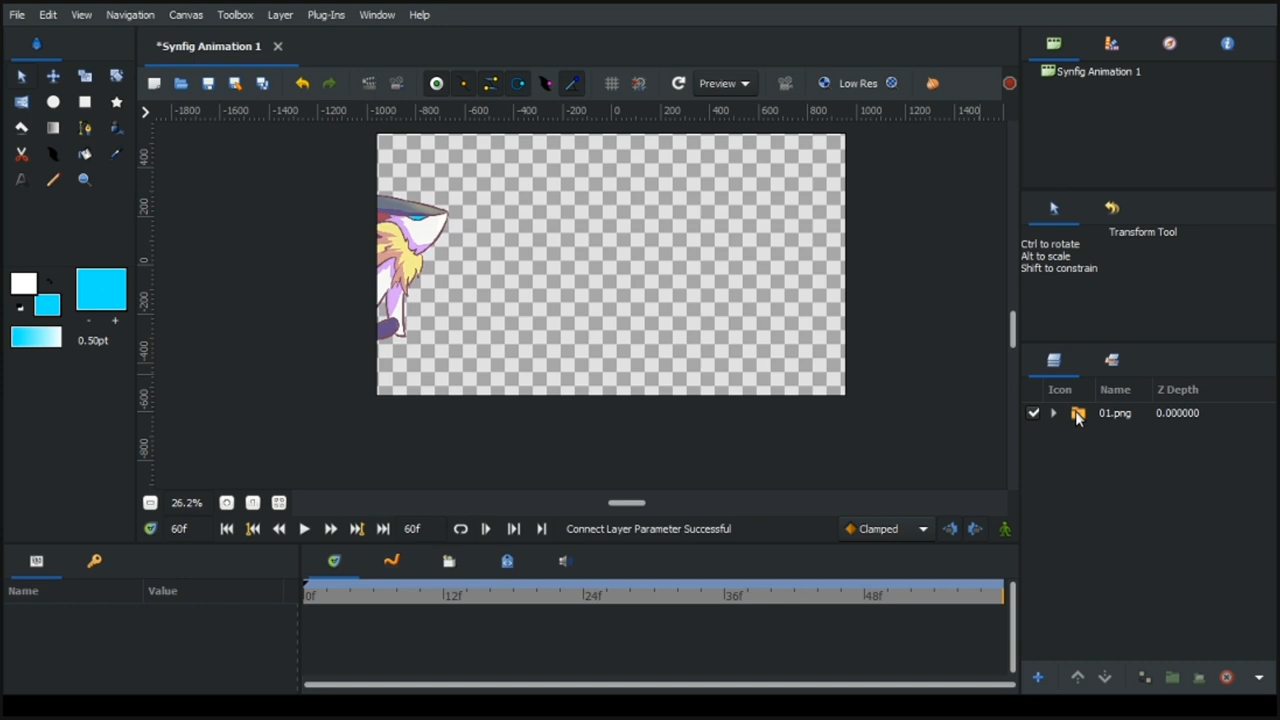 File Edit View Navigation Canvas Toolbox Layer Plug-Ins Window Help
*Synfig Animation 1
Preview
Low Res
-1800 -1600 -1400 -1200 -1000 -800 -600 -400 -200 0 200 400 600 800 1000 1200 1400
400
200
0
-200
-400
-600
-800
0.50pt
26.2%
60f
60f
Connect Layer Parameter Successful
Clamped
Name Value
0f 12f 24f 36f 48f
Synfig Animation 1
Transform Tool
Ctrl to rotate
Alt to scale
Shift to constrain
Icon Name Z Depth
01.png 0.000000